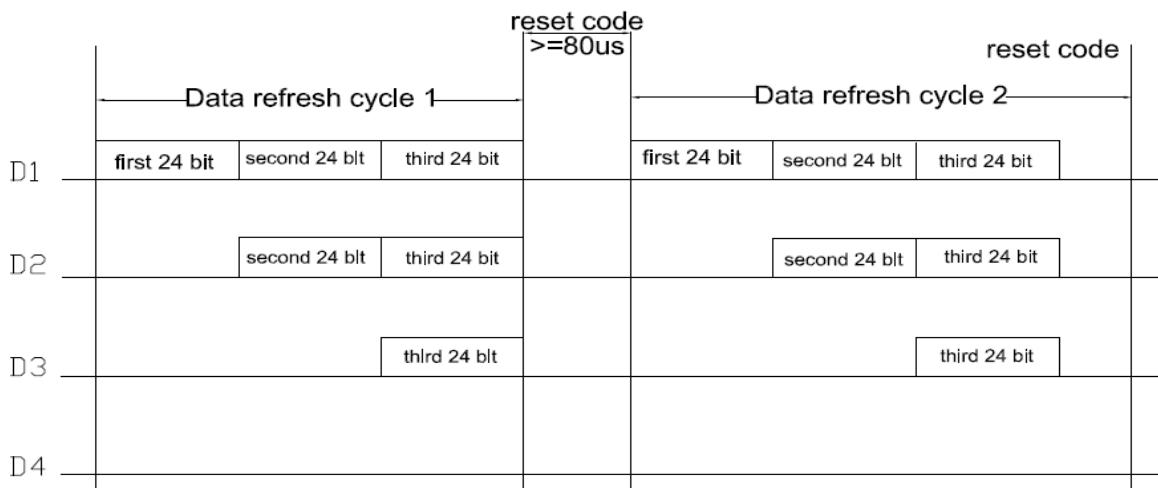 reset code
>=80us
reset code
Data refresh cycle 1
Data refresh cycle 2
D1 first 24 bit second 24 blt third 24 bit first 24 bit second 24 blt third 24 bit
D2 second 24 blt third 24 bit second 24 blt third 24 bit
D3 thlrd 24 blt third 24 bit
D4